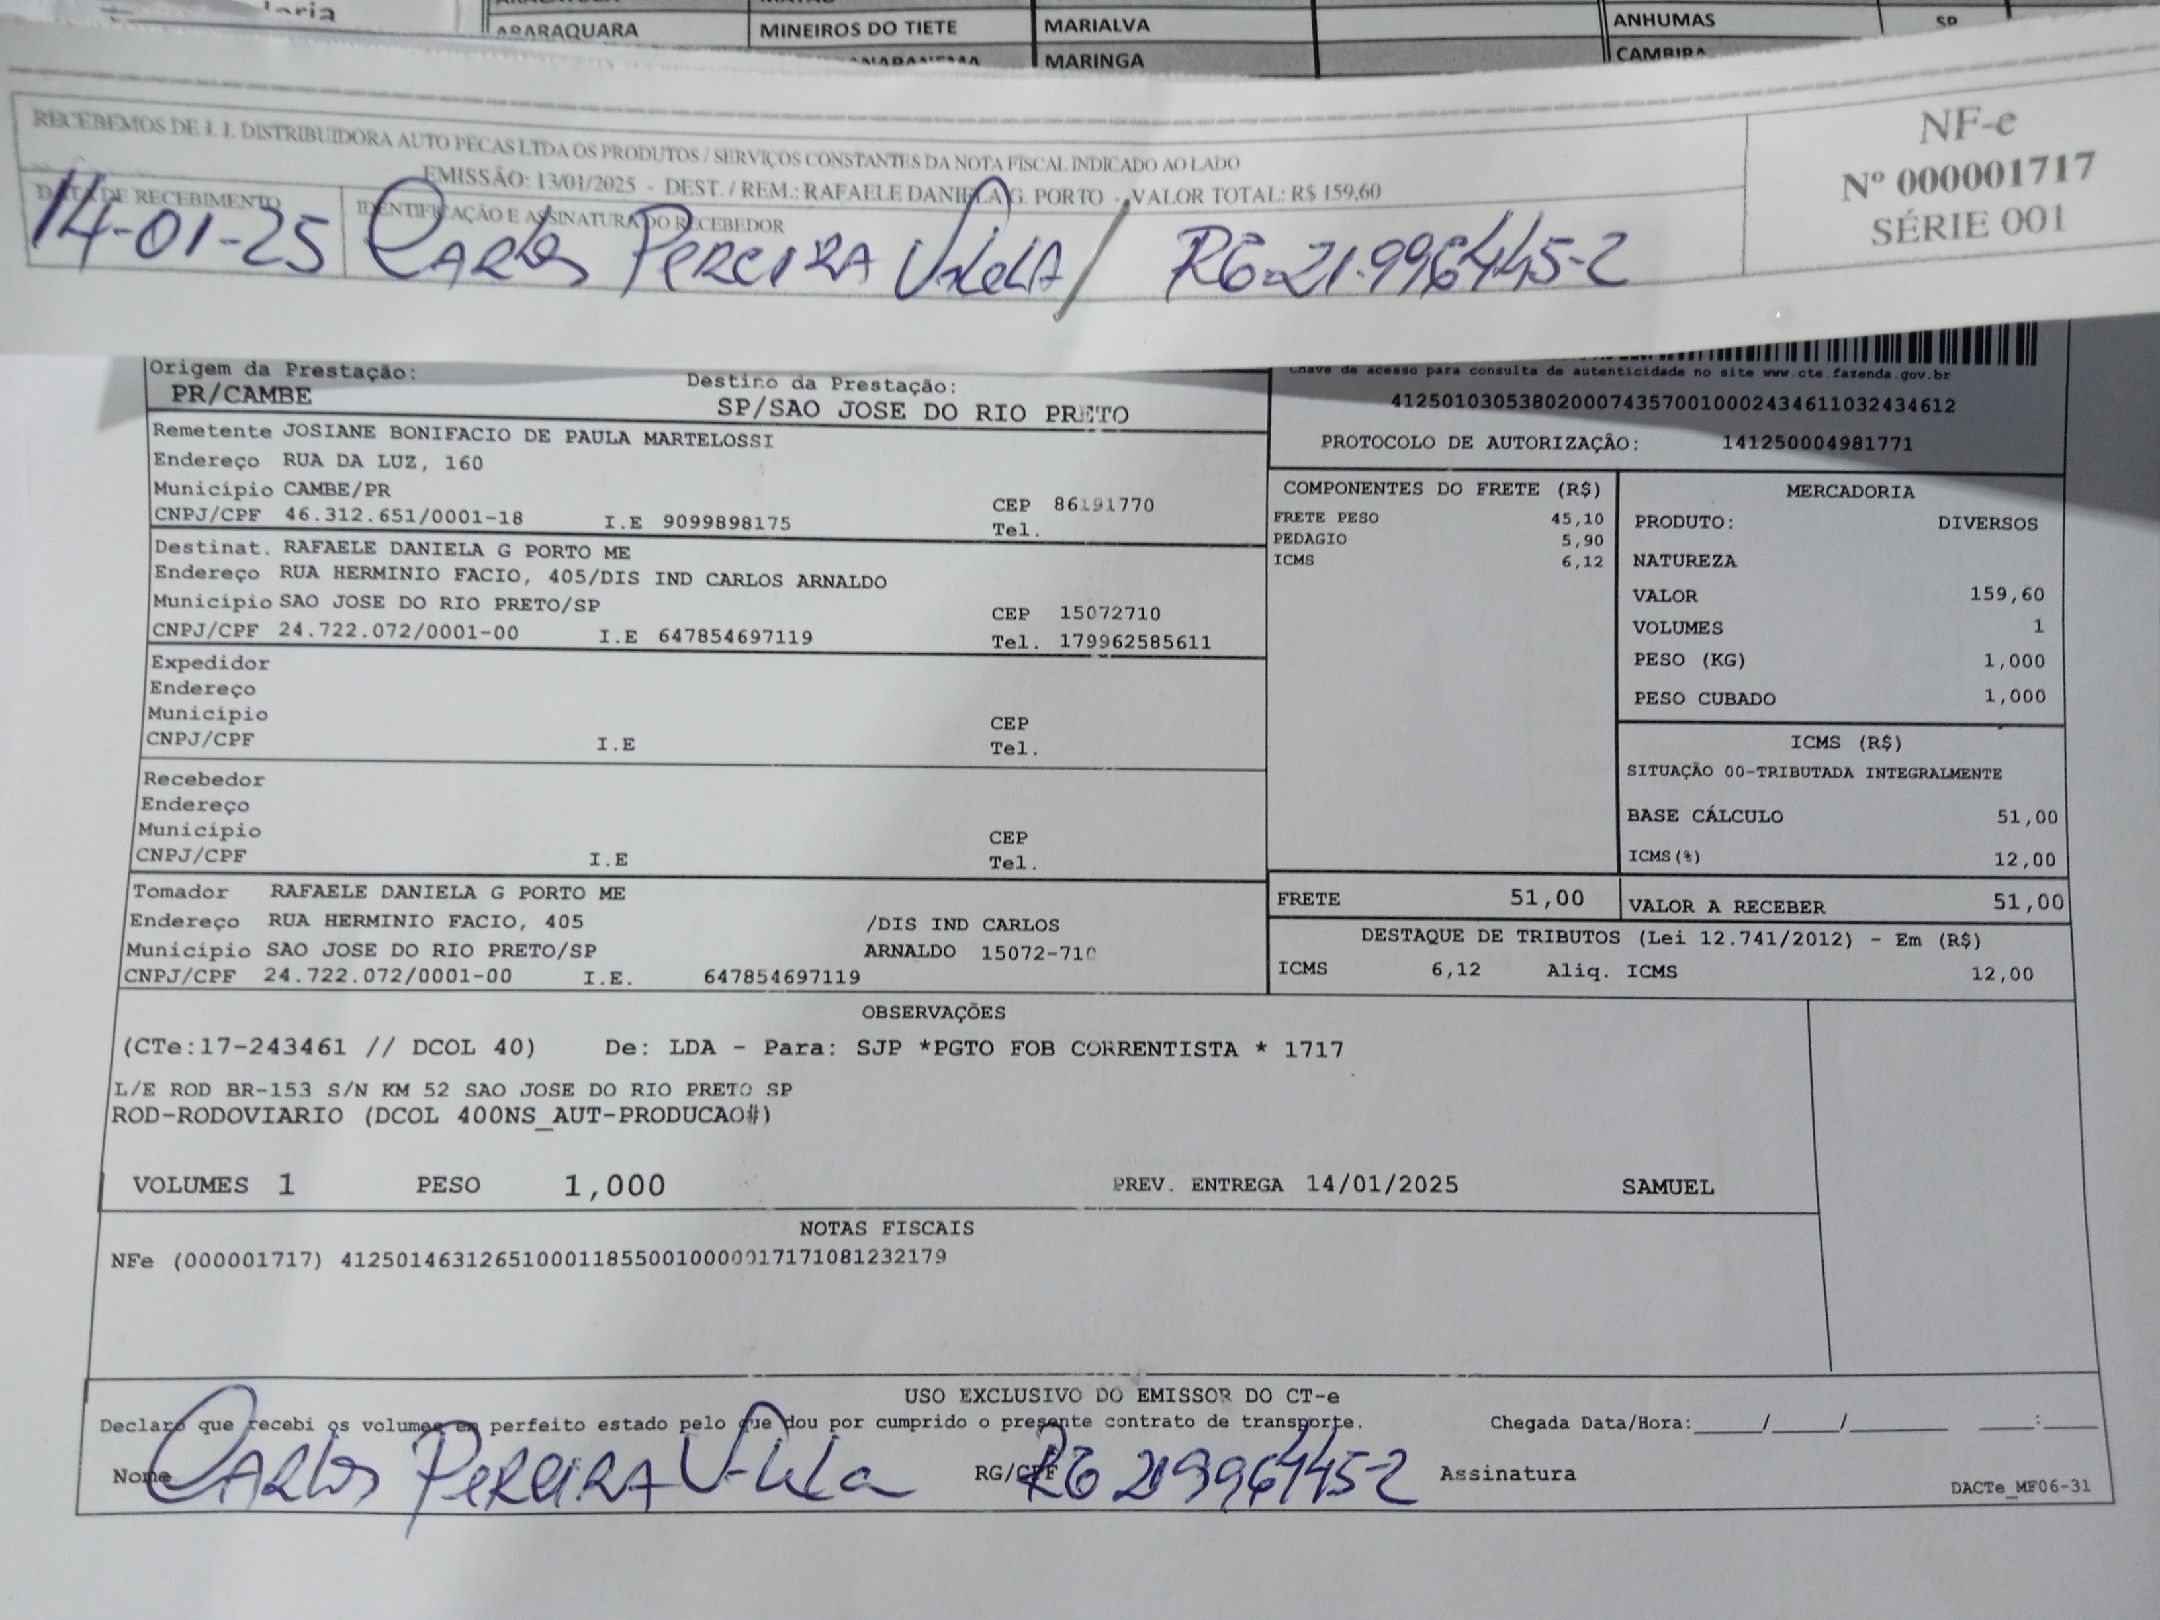 ARARAQUARA MINEIROS DO TIETE MARIALVA ANHUMAS SP
MARINGA CAMBIRA
RECEBEMOS DE J. J. DISTRIBUIDORA AUTO PECAS LTDA OS PRODUTOS / SERVIÇOS CONSTANTES DA NOTA FISCAL INDICADO AO LADO
EMISSÃO: 13/01/2025 - DEST. / REM.: RAFAELE DANIELA G. PORTO - VALOR TOTAL: R$ 159,60
NF-e
Nº 000001717
SÉRIE 001
DATA DE RECEBIMENTO IDENTIFICAÇÃO E ASSINATURA DO RECEBEDOR
14-01-25 Carlos Pereira Vilela / RG 21.996445-2
Origem da Prestação: Destino da Prestação:
PR/CAMBE SP/SAO JOSE DO RIO PRETO
Chave de acesso para consulta de autenticidade no site www.cte.fazenda.gov.br
41250103053802000743570010002434611032434612
PROTOCOLO DE AUTORIZAÇÃO: 141250004981771
Remetente JOSIANE BONIFACIO DE PAULA MARTELOSSI
Endereço RUA DA LUZ, 160
Município CAMBE/PR CEP 86191770
CNPJ/CPF 46.312.651/0001-18 I.E 9099898175 Tel.
Destinat. RAFAELE DANIELA G PORTO ME
Endereço RUA HERMINIO FACIO, 405/DIS IND CARLOS ARNALDO
Município SAO JOSE DO RIO PRETO/SP CEP 15072710
CNPJ/CPF 24.722.072/0001-00 I.E 647854697119 Tel. 179962585611
Expedidor
Endereço
Município CEP
CNPJ/CPF I.E Tel.
Recebedor
Endereço
Município CEP
CNPJ/CPF I.E Tel.
Tomador RAFAELE DANIELA G PORTO ME
Endereço RUA HERMINIO FACIO, 405 /DIS IND CARLOS
Município SAO JOSE DO RIO PRETO/SP ARNALDO 15072-710
CNPJ/CPF 24.722.072/0001-00 I.E. 647854697119
COMPONENTES DO FRETE (R$)
FRETE PESO 45,10
PEDAGIO 5,90
ICMS 6,12
MERCADORIA
PRODUTO: DIVERSOS
NATUREZA
VALOR 159,60
VOLUMES 1
PESO (KG) 1,000
PESO CUBADO 1,000
ICMS (R$)
SITUAÇÃO 00-TRIBUTADA INTEGRALMENTE
BASE CÁLCULO 51,00
ICMS(%) 12,00
FRETE 51,00 VALOR A RECEBER 51,00
DESTAQUE DE TRIBUTOS (Lei 12.741/2012) - Em (R$)
ICMS 6,12 Aliq. ICMS 12,00
OBSERVAÇÕES
(CTe:17-243461 // DCOL 40) De: LDA - Para: SJP *PGTO FOB CORRENTISTA * 1717
L/E ROD BR-153 S/N KM 52 SAO JOSE DO RIO PRETO SP
ROD-RODOVIARIO (DCOL 400NS_AUT-PRODUCAO#)
VOLUMES 1 PESO 1,000 PREV. ENTREGA 14/01/2025 SAMUEL
NOTAS FISCAIS
NFe (000001717) 41250146312651000118550010000017171081232179
USO EXCLUSIVO DO EMISSOR DO CT-e
Declaro que recebi os volumes em perfeito estado pelo que dou por cumprido o presente contrato de transporte. Chegada Data/Hora:_____/_____/________ ____:____
Nome Carlos Pereira Vilela RG/CPF RG 21996445-2 Assinatura
DACTe_MF06-31